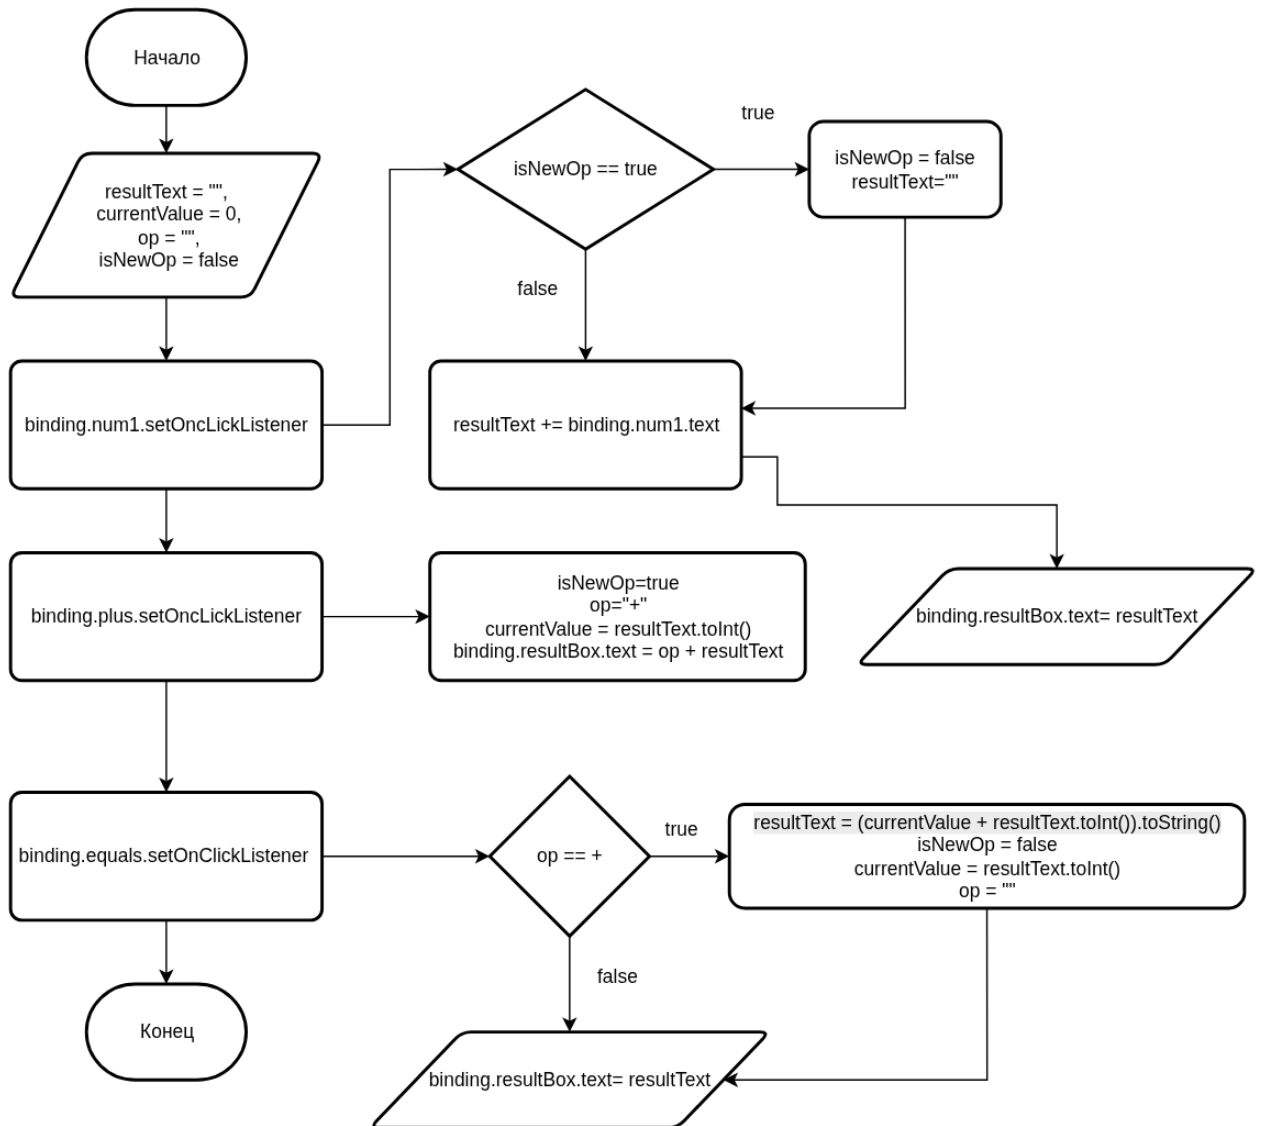 Начало
resultText = "",
currentValue = 0,
op = "",
isNewOp = false
binding.num1.setOncLickListener
isNewOp == true
true
isNewOp = false
resultText=""
false
resultText += binding.num1.text
binding.resultBox.text= resultText
binding.plus.setOncLickListener
isNewOp=true
op="+"
currentValue = resultText.toInt()
binding.resultBox.text = op + resultText
binding.equals.setOnClickListener
op == +
true
resultText = (currentValue + resultText.toInt()).toString()
isNewOp = false
currentValue = resultText.toInt()
op = ""
false
binding.resultBox.text= resultText
Конец